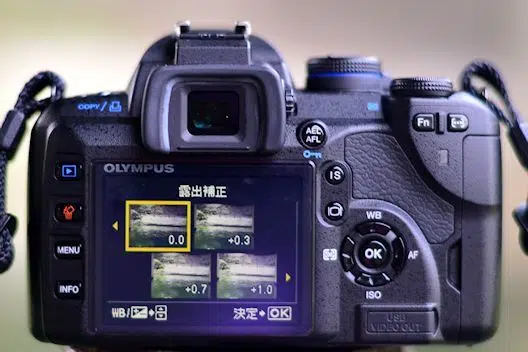 COPY/
AEL
AFL
Fn
OLYMPUS
IS
露出補正
0.0
+0.3
WB
AF
OK
ISO
MENU
INFO
+0.7
+1.0
WB/
決定 OK
USB
VIDEO OUT